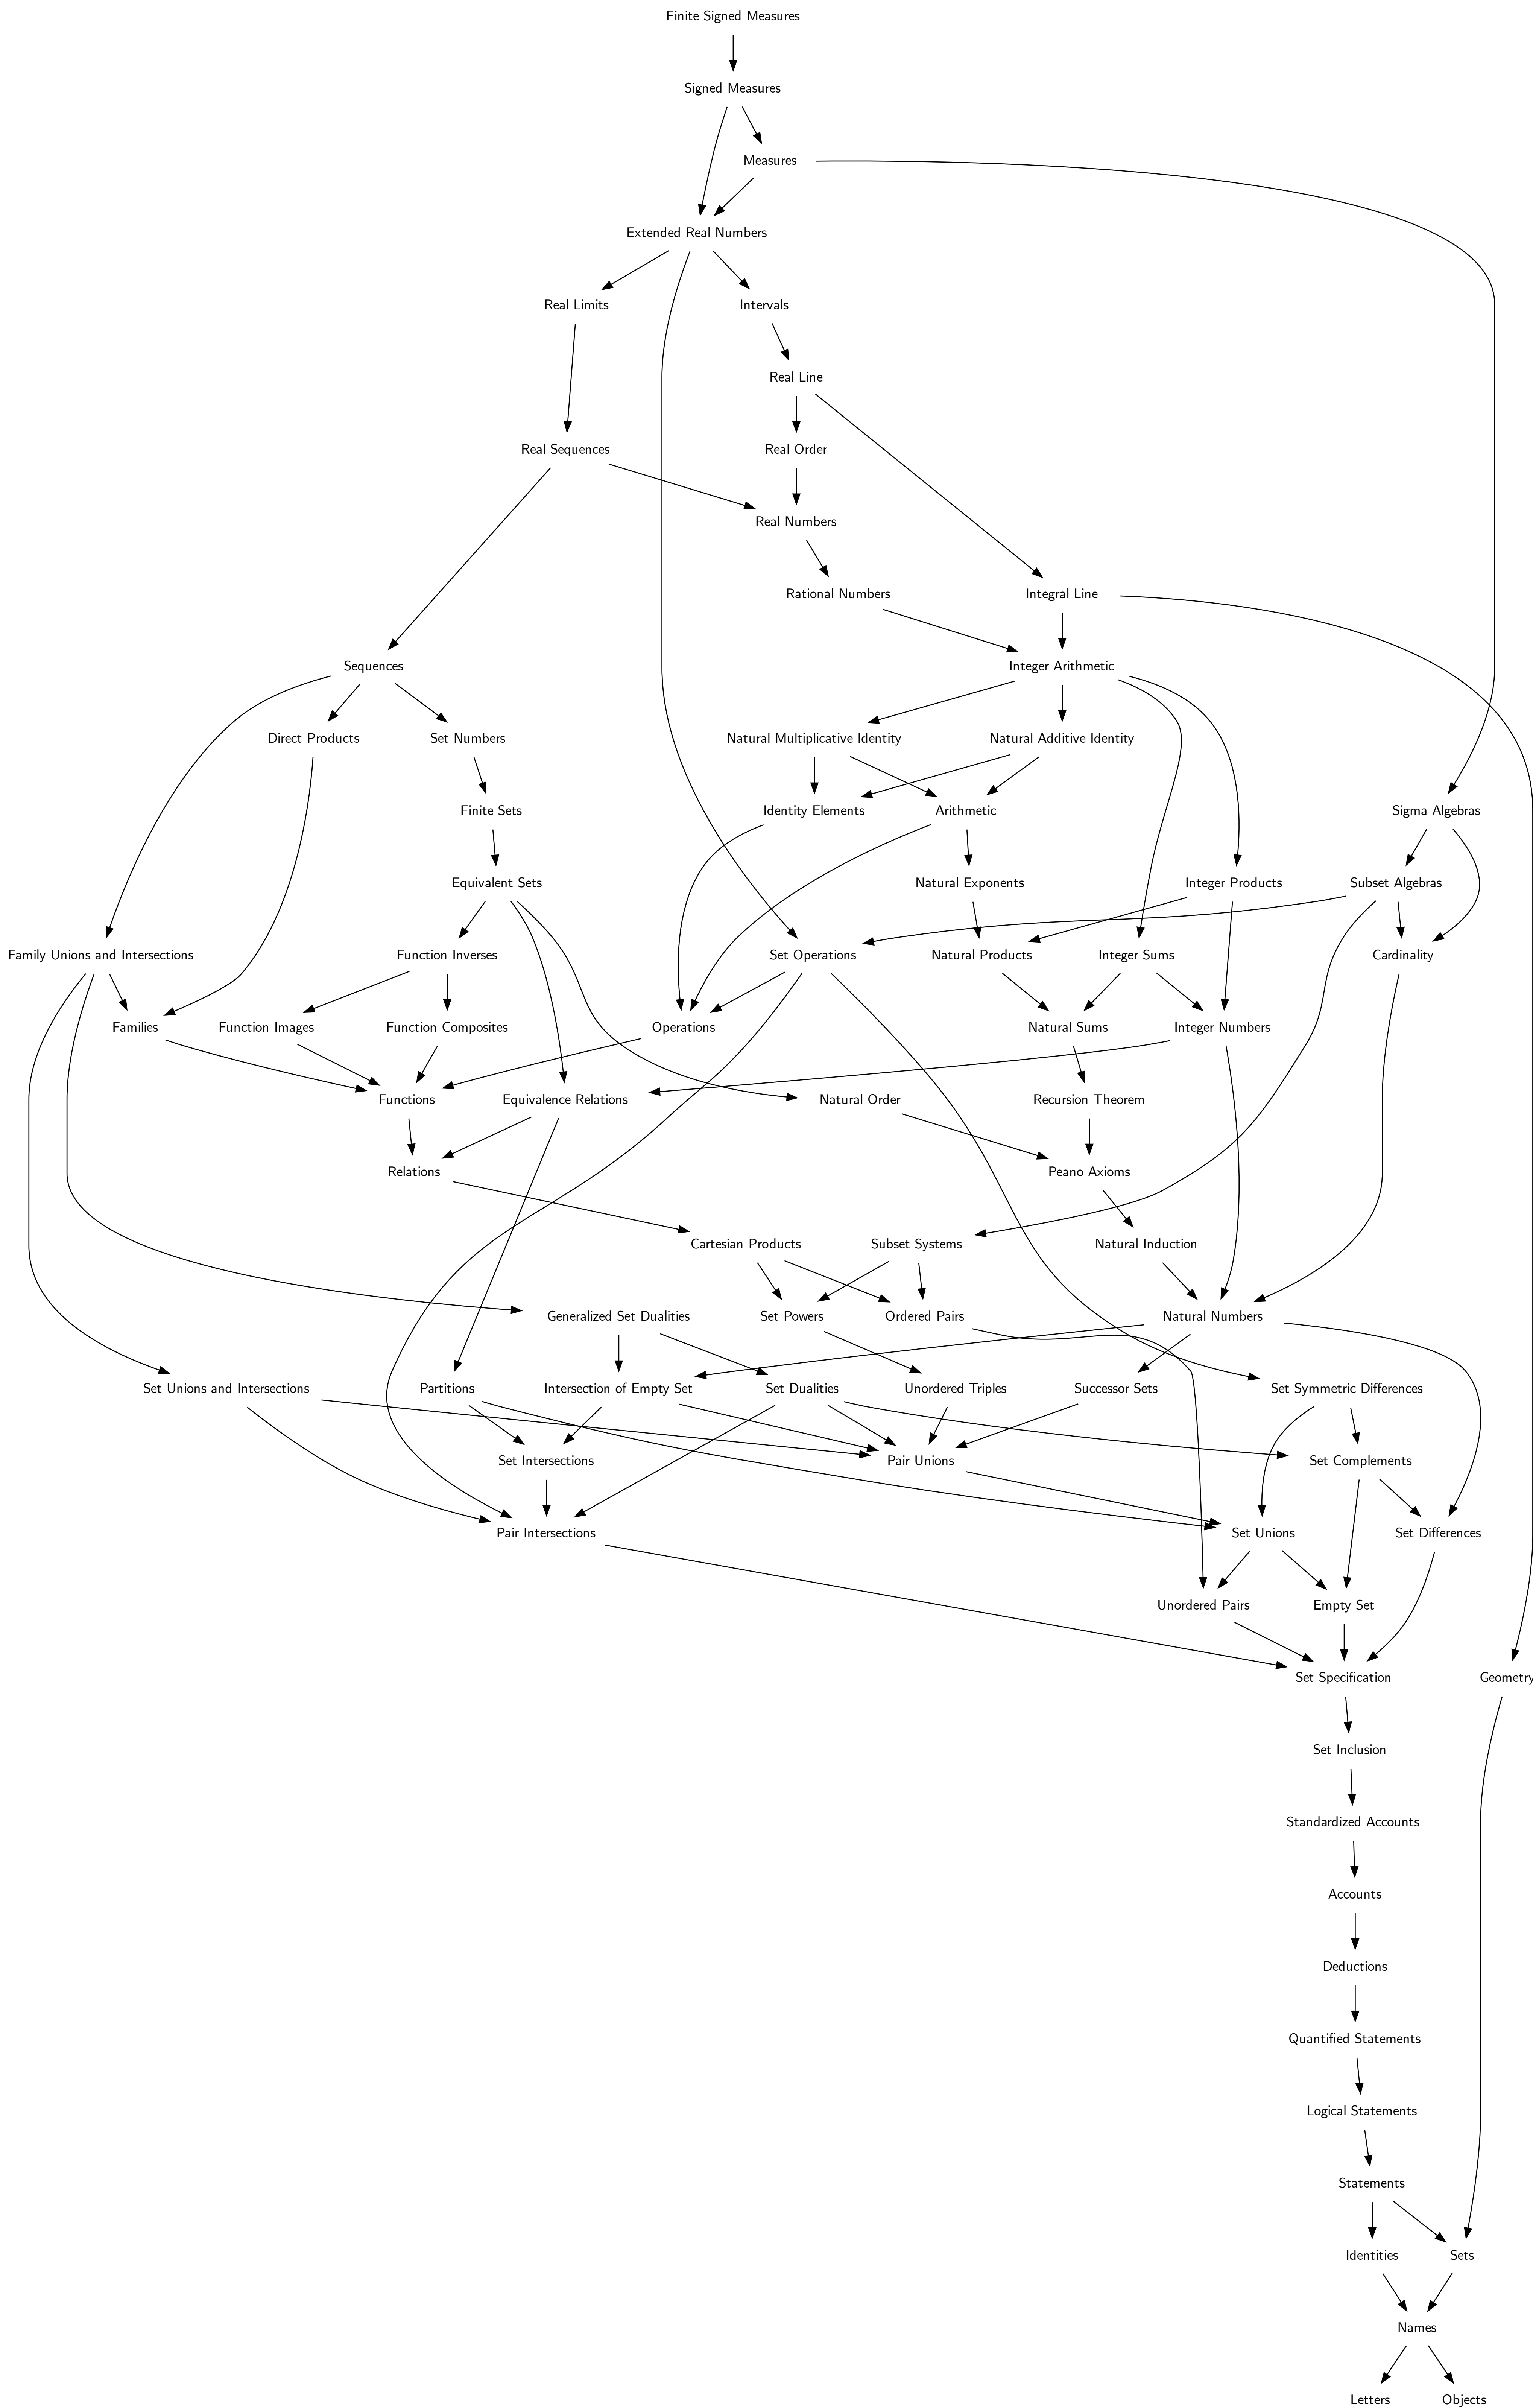 Finite Signed Measures
Signed Measures
Measures
Extended Real Numbers
Real Limits
Intervals
Real Line
Real Sequences
Real Order
Real Numbers
Rational Numbers
Integral Line
Sequences
Integer Arithmetic
Direct Products
Set Numbers
Natural Multiplicative Identity
Natural Additive Identity
Finite Sets
Identity Elements
Arithmetic
Sigma Algebras
Equivalent Sets
Natural Exponents
Integer Products
Subset Algebras
Family Unions and Intersections
Function Inverses
Set Operations
Natural Products
Integer Sums
Cardinality
Families
Function Images
Function Composites
Operations
Natural Sums
Integer Numbers
Functions
Equivalence Relations
Natural Order
Recursion Theorem
Relations
Peano Axioms
Cartesian Products
Subset Systems
Natural Induction
Generalized Set Dualities
Set Powers
Ordered Pairs
Natural Numbers
Set Unions and Intersections
Partitions
Intersection of Empty Set
Set Dualities
Unordered Triples
Successor Sets
Set Symmetric Differences
Set Intersections
Pair Unions
Set Complements
Pair Intersections
Set Unions
Set Differences
Unordered Pairs
Empty Set
Set Specification
Geometry
Set Inclusion
Standardized Accounts
Accounts
Deductions
Quantified Statements
Logical Statements
Statements
Identities
Sets
Names
Letters
Objects